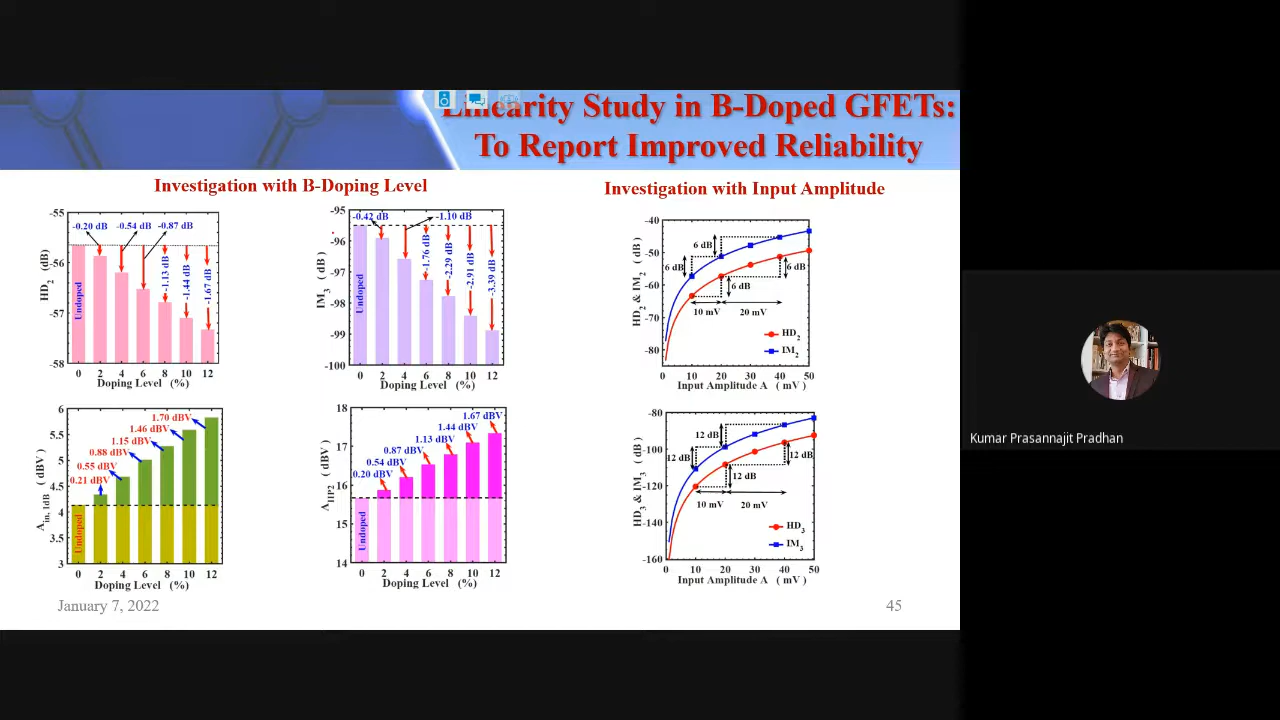 Linearity Study in B-Doped GFETs:
To Report Improved Reliability
Investigation with B-Doping Level
Investigation with Input Amplitude
HD2 (dB)
-55
-56
-57
-58
-0.20 dB
-0.54 dB
-0.87 dB
-1.13 dB
-1.44 dB
-1.67 dB
Undoped
0 2 4 6 8 10 12
Doping Level (%)
IM3 (dB)
-95
-96
-97
-98
-99
-100
-0.42 dB
-1.10 dB
-1.76 dB
-2.29 dB
-2.91 dB
-3.39 dB
Undoped
0 2 4 6 8 10 12
Doping Level (%)
HD2 & IM2 (dB)
-40
-50
-60
-70
-80
6 dB
6 dB
6 dB
6 dB
10 mV
20 mV
HD2
IM2
0 10 20 30 40 50
Input Amplitude A (mV)
Ain, 1dB (dBV)
6
5.5
5
4.5
4
3.5
3
1.70 dBV
1.46 dBV
1.15 dBV
0.88 dBV
0.55 dBV
0.21 dBV
Undoped
0 2 4 6 8 10 12
Doping Level (%)
AIIP2 (dBV)
18
17
16
15
14
1.67 dBV
1.44 dBV
1.13 dBV
0.87 dBV
0.54 dBV
0.20 dBV
Undoped
0 2 4 6 8 10 12
Doping Level (%)
HD3 & IM3 (dB)
-80
-100
-120
-140
-160
12 dB
12 dB
12 dB
12 dB
10 mV
20 mV
HD3
IM3
0 10 20 30 40 50
Input Amplitude A (mV)
January 7, 2022
45
Kumar Prasannajit Pradhan